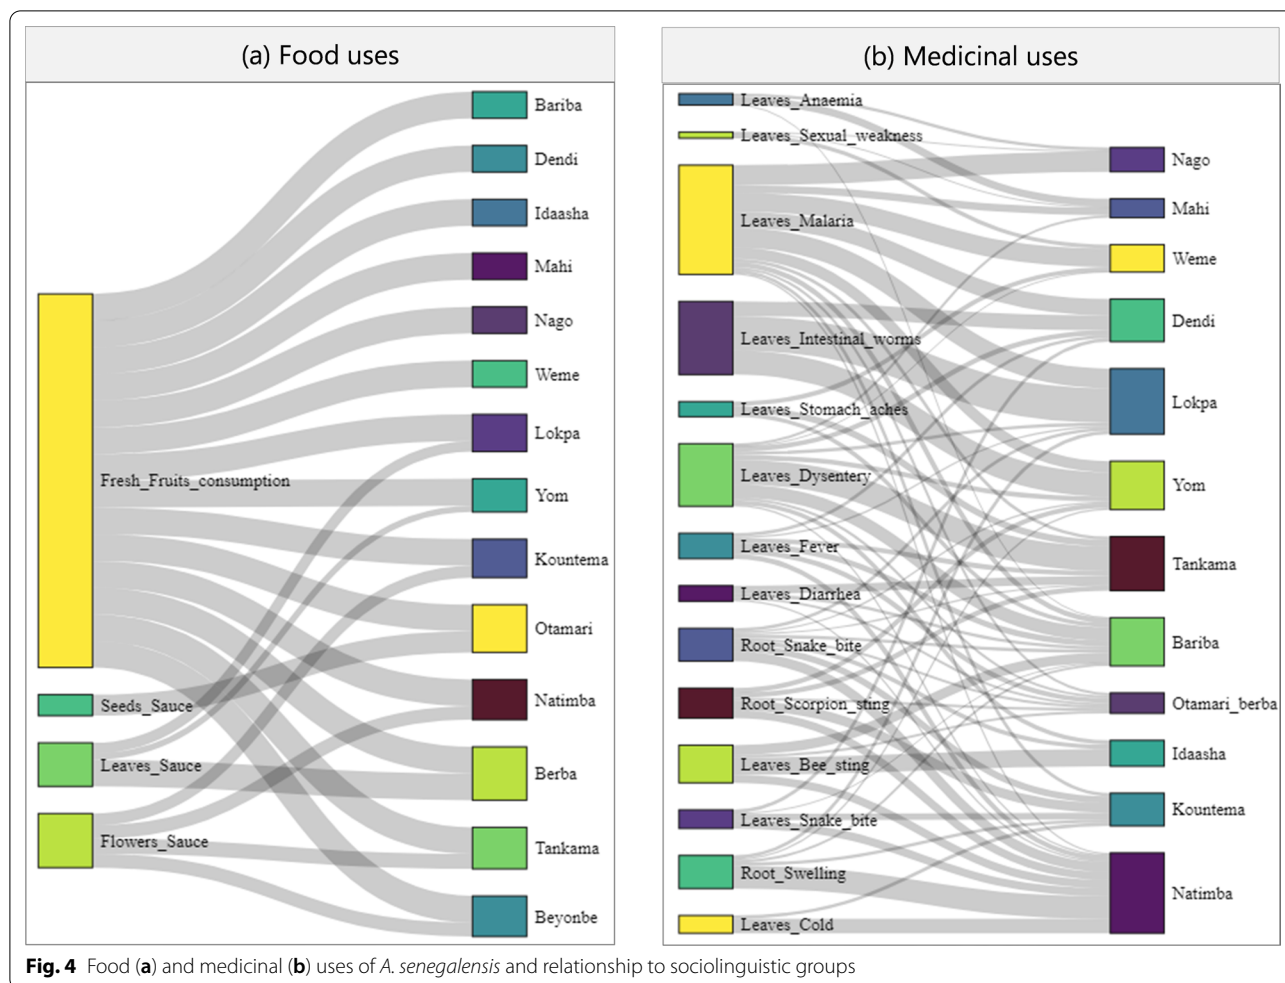 (a) Food uses
Bariba
Dendi
Idaasha
Mahi
Nago
Weme
Lokpa
Fresh_Fruits_consumption
Yom
Kountema
Otamari
Natimba
Seeds_Sauce
Leaves_Sauce
Berba
Flowers_Sauce
Tankama
Beyonbe
(b) Medicinal uses
Leaves_Anaemia
Leaves_Sexual_weakness
Nago
Mahi
Leaves_Malaria
Weme
Dendi
Leaves_Intestinal_worms
Lokpa
Leaves_Stomach_aches
Leaves_Dysentery
Yom
Leaves_Fever
Tankama
Leaves_Diarrhea
Root_Snake_bite
Bariba
Root_Scorpion_sting
Otamari_berba
Idaasha
Leaves_Bee_sting
Kountema
Leaves_Snake_bite
Root_Swelling
Natimba
Leaves_Cold
Fig. 4 Food (a) and medicinal (b) uses of A. senegalensis and relationship to sociolinguistic groups